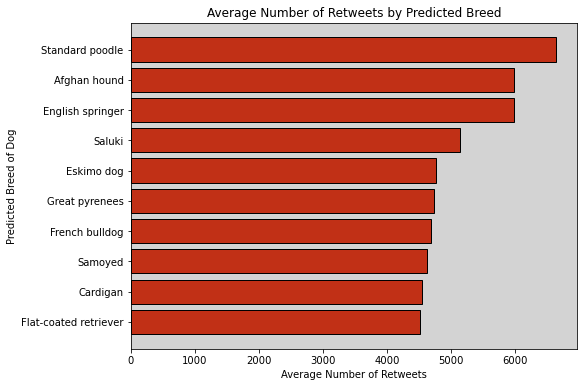 Average Number of Retweets by Predicted Breed
Predicted Breed of Dog
Standard poodle
Afghan hound
English springer
Saluki
Eskimo dog
Great pyrenees
French bulldog
Samoyed
Cardigan
Flat-coated retriever
0 1000 2000 3000 4000 5000 6000
Average Number of Retweets